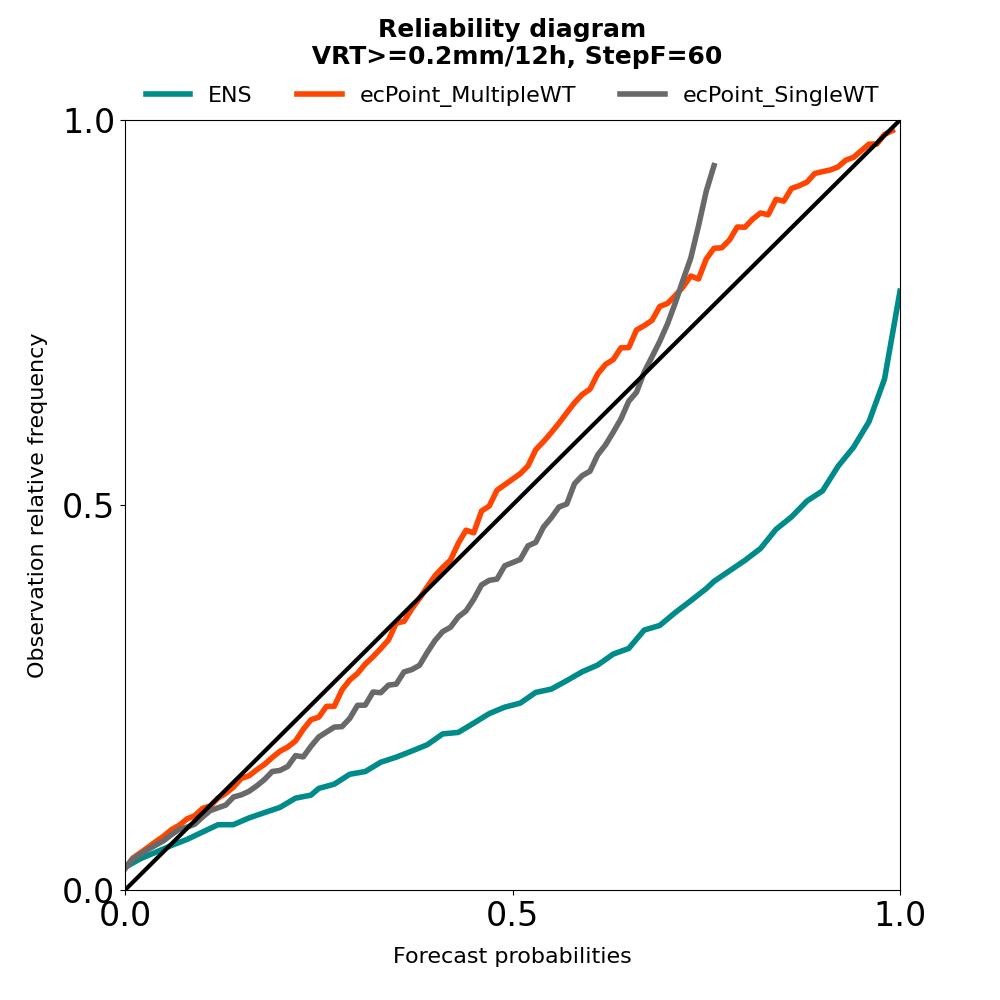 Reliability diagram
VRT>=0.2mm/12h, StepF=60
ENS ecPoint_MultipleWT ecPoint_SingleWT
1.0
0.5
0.0
Observation relative frequency
0.0 0.5 1.0
Forecast probabilities